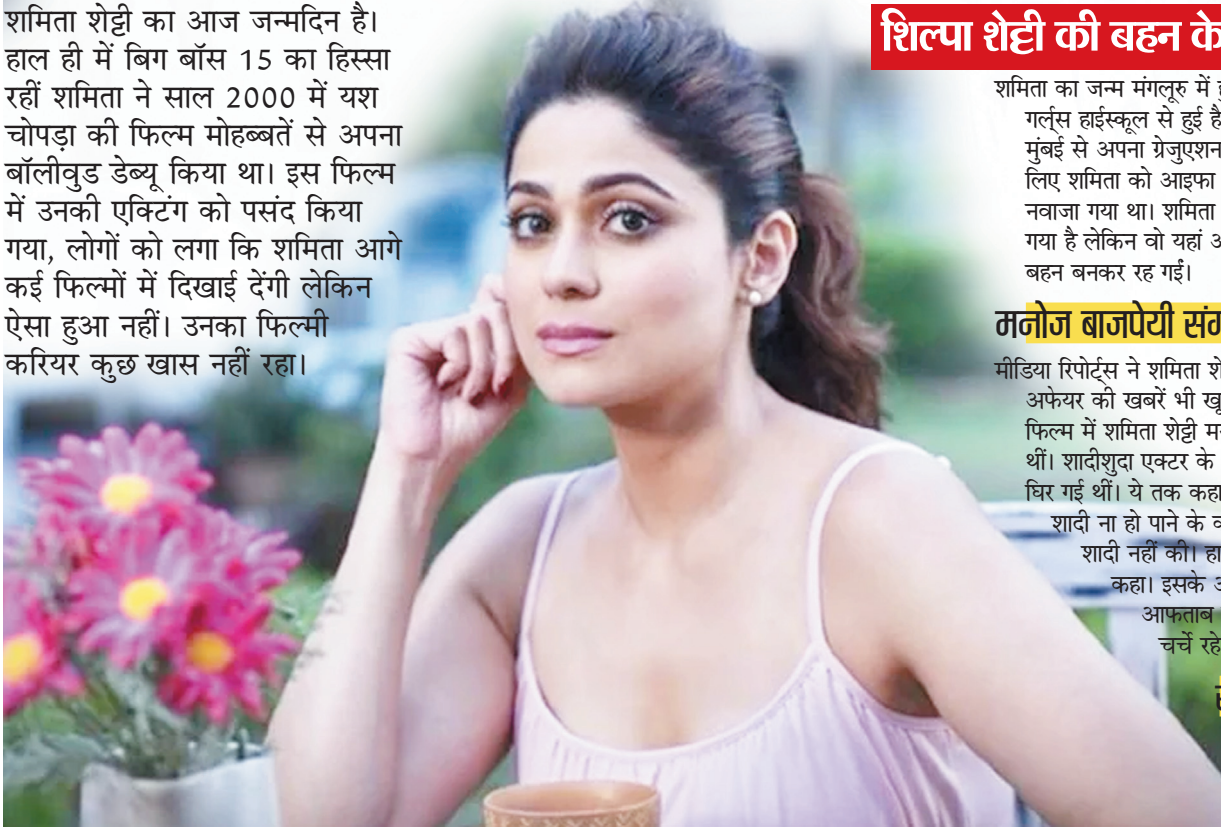 शमिता शेट्टी का आज जन्मदिन है।
हाल ही में बिग बॉस 15 का हिस्सा
रहीं शमिता ने साल 2000 में यश
चोपड़ा की फिल्म मोहब्बतें से अपना
बॉलीवुड डेब्यू किया था। इस फिल्म
में उनकी एक्टिंग को पसंद किया
गया, लोगों को लगा कि शमिता आगे
कई फिल्मों में दिखाई देंगी लेकिन
ऐसा हुआ नहीं। उनका फिल्मी
करियर कुछ खास नहीं रहा।
शिल्पा शेट्टी की बहन के
शमिता का जन्म मंगलूरु में
गर्ल्स हाईस्कूल से हुई है
मुंबई से अपना ग्रेजुएशन
लिए शमिता को आइफा
नवाजा गया था। शमिता
गया है लेकिन वो यहां
बहन बनकर रह गईं।
मनोज बाजपेयी
मीडिया रिपोर्ट्स ने शमिता
अफेयर की खबरें भी
फिल्म में शमिता शेट्टी
थीं। शादीशुदा एक्टर के
घिर गई थीं। ये तक कहा
शादी ना हो पाने के
शादी नहीं की।
कहा। इसके
आफताब
चर्चे रहे